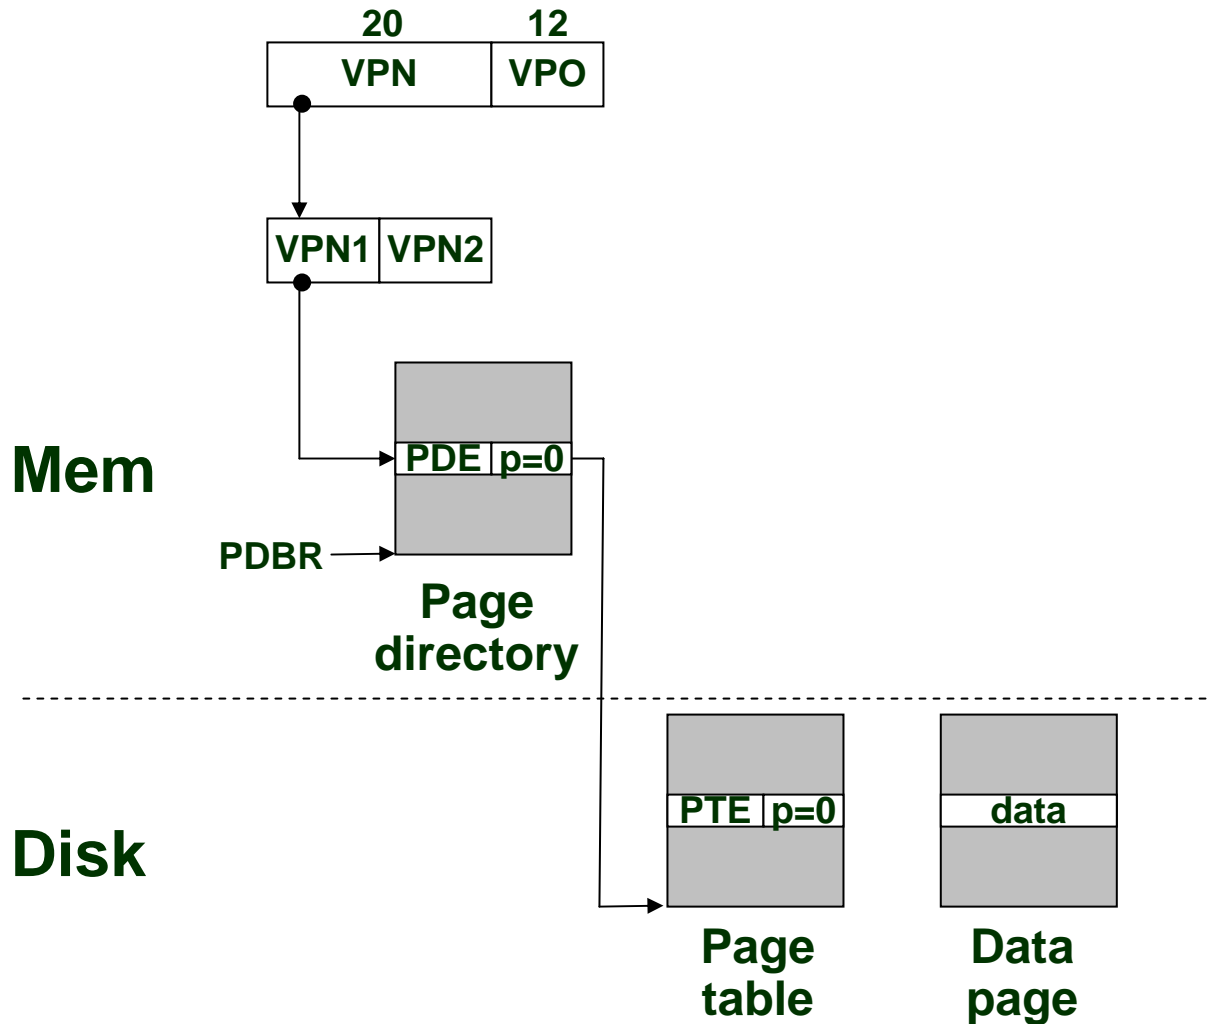 20 12
VPN VPO
VPN1 VPN2
Mem
PDE p=0
PDBR
Page
directory
Disk
PTE p=0
data
Page
table
Data
page